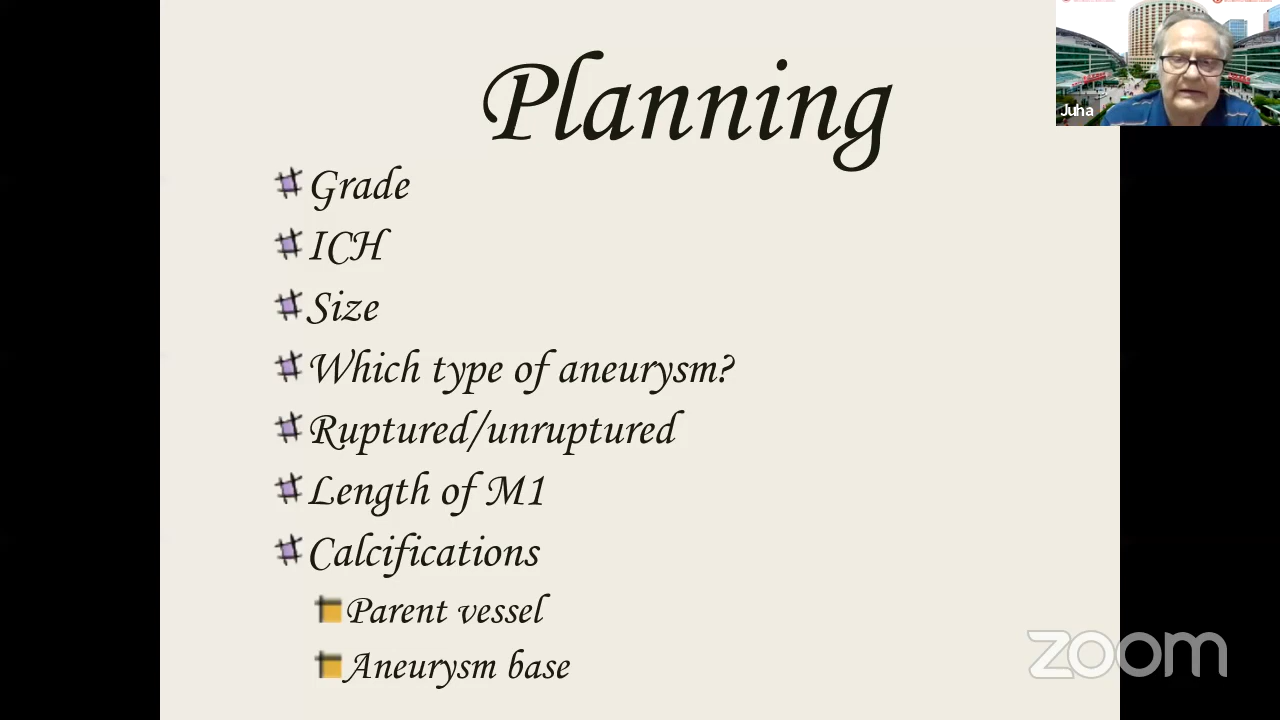 Planning
Juha
Grade
ICH
Size
Which type of aneurysm?
Ruptured/unruptured
Length of M1
Calcifications
Parent vessel
Aneurysm base
zoom